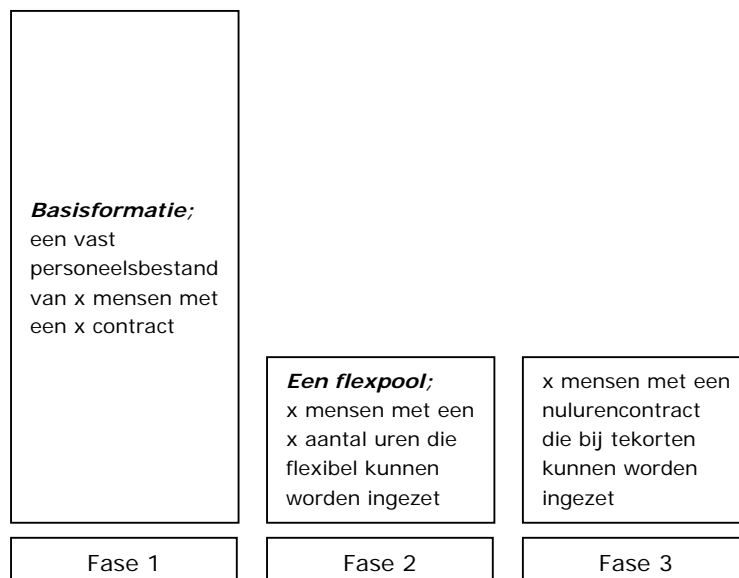 Basisformatie;
een vast
personeelsbestand
van x mensen met
een x contract
Een flexpool;
x mensen met een
x aantal uren die
flexibel kunnen
worden ingezet
x mensen met een
nulurencontract
die bij tekorten
kunnen worden
ingezet
Fase 1
Fase 2
Fase 3